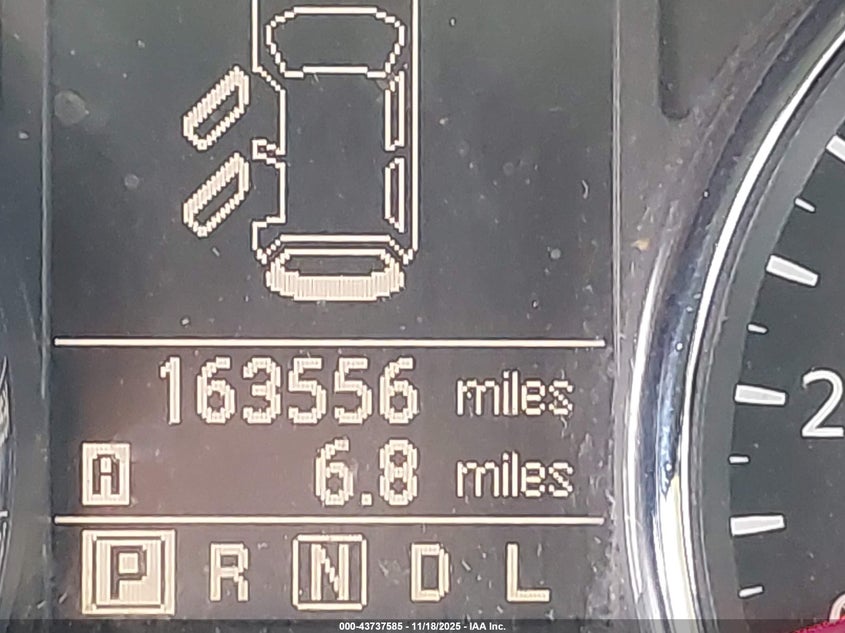 163556 miles
A 6.8 miles
P R N D L
2
000-43737585 - 11/18/2025 - IAA Inc.